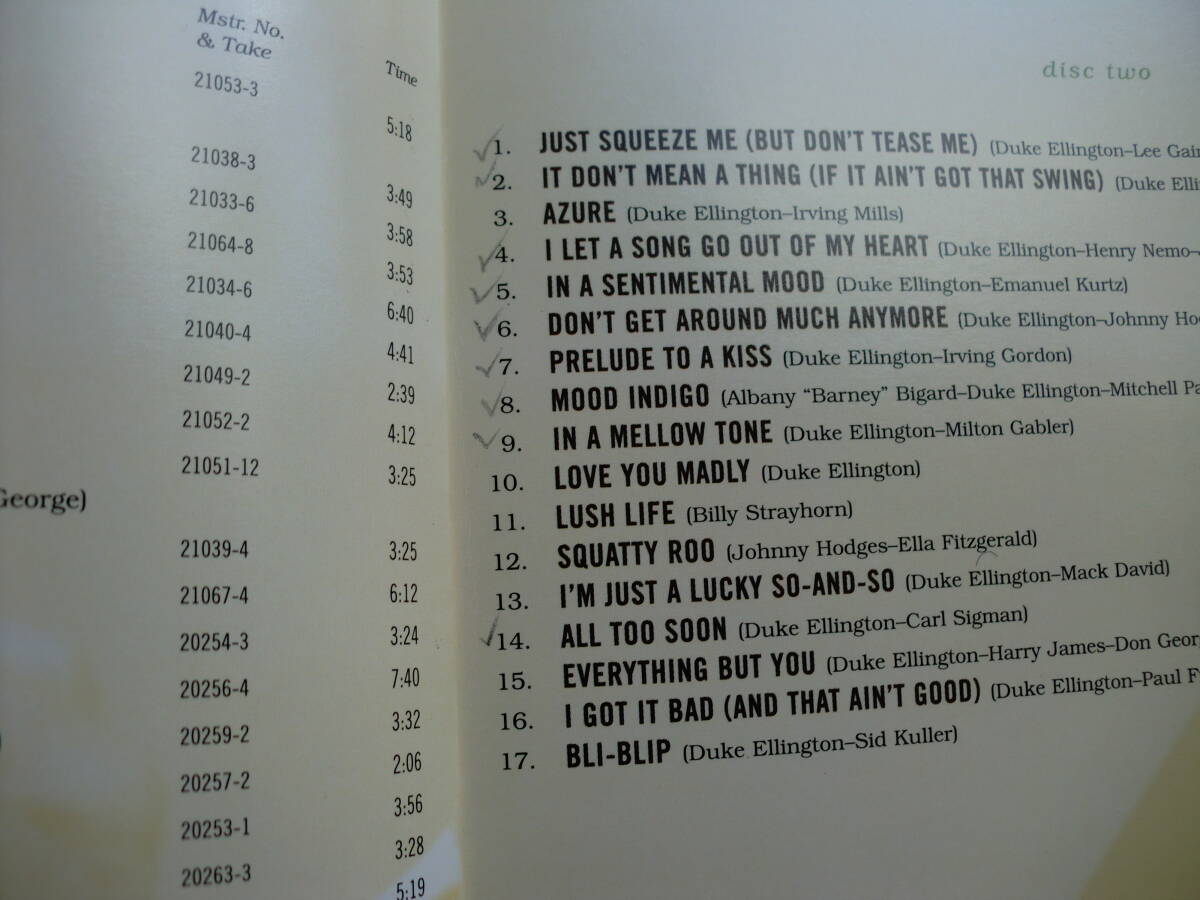 Mstr. No.
& Take
Time
21053-3
5:18
21038-3
3:49
21033-6
3:58
21064-8
3:53
21034-6
6:40
21040-4
4:41
21049-2
2:39
21052-2
4:12
21051-12
3:25
George)
21039-4
3:25
21067-4
6:12
20254-3
3:24
20256-4
7:40
20259-2
3:32
20257-2
2:06
20253-1
3:56
20263-3
3:28
5:19
disc two
1. JUST SQUEEZE ME (BUT DON'T TEASE ME) (Duke Ellington–Lee
2. IT DON'T MEAN A THING (IF IT AIN'T GOT THAT SWING) (Duke
3. AZURE (Duke Ellington–Irving Mills)
4. I LET A SONG GO OUT OF MY HEART (Duke Ellington–Henry Nemo–
5. IN A SENTIMENTAL MOOD (Duke Ellington–Emanuel Kurtz)
6. DON'T GET AROUND MUCH ANYMORE (Duke Ellington–Johnny
7. PRELUDE TO A KISS (Duke Ellington–Irving Gordon)
8. MOOD INDIGO (Albany “Barney” Bigard–Duke Ellington–Mitchell
9. IN A MELLOW TONE (Duke Ellington–Milton Gabler)
10. LOVE YOU MADLY (Duke Ellington)
11. LUSH LIFE (Billy Strayhorn)
12. SQUATTY ROO (Johnny Hodges–Ella Fitzgerald)
13. I'M JUST A LUCKY SO-AND-SO (Duke Ellington–Mack David)
14. ALL TOO SOON (Duke Ellington–Carl Sigman)
15. EVERYTHING BUT YOU (Duke Ellington–Harry James–Don
16. I GOT IT BAD (AND THAT AIN'T GOOD) (Duke Ellington–Paul
17. BLI-BLIP (Duke Ellington–Sid Kuller)